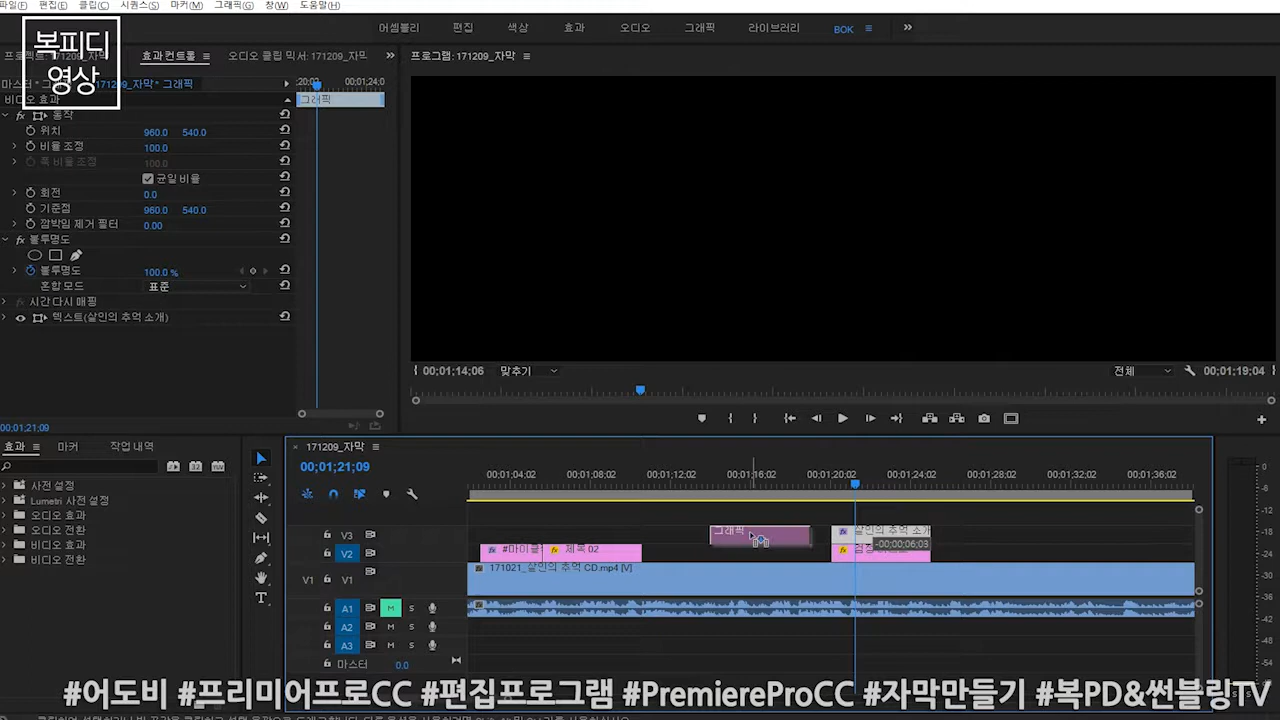 파일(F) 편집(E) 클립(C) 시퀀스(S) 마커(M) 그래픽(G) 창(W) 도움말(H)
복피디
영상
어셈블리 편집 색상 효과 오디오 그래픽 라이브러리 BOK
효과 컨트롤 오디오 클립 믹서: 171209_자막
프로그램: 171209_자막
171209_자막 * 그래픽
;20;02 00;01;24;0
비디오 효과
그래픽
fx 동작
위치 960.0 540.0
비율 조정 100.0
폭 비율 조정 100.0
균일 비율
회전 0.0
기준점 960.0 540.0
깜박임 제거 필터 0.00
fx 불투명도
불투명도 100.0 %
혼합 모드 표준
fx 시간 다시 매핑
텍스트(살인의 추억 소개)
00;01;14;06 맞추기 전체 00;01;19;04
00;01;21;09
효과 마커 작업 내역
사전 설정
Lumetri 사전 설정
오디오 효과
오디오 전환
비디오 효과
비디오 전환
171209_자막
00;01;21;09
00;01;04;02 00;01;08;02 00;01;12;02 00;01;16;02 00;01;20;02 00;01;24;02 00;01;28;02 00;01;32;02 00;01;36;02
V3 그래픽 fx 살인의 추억 소개
-00;00;06;03
V2 fx fx 제목 02 fx
V1 V1 171021_살인의 추억 CD.mp4 [V]
A1 M S
A2 M S
A3 M S
마스터 0.0
0
-6
-12
-18
-24
-30
-36
-42
-48
-54
#어도비 #프리미어프로CC #편집프로그램 #PremiereProCC #자막만들기 #복PD&썬블링TV